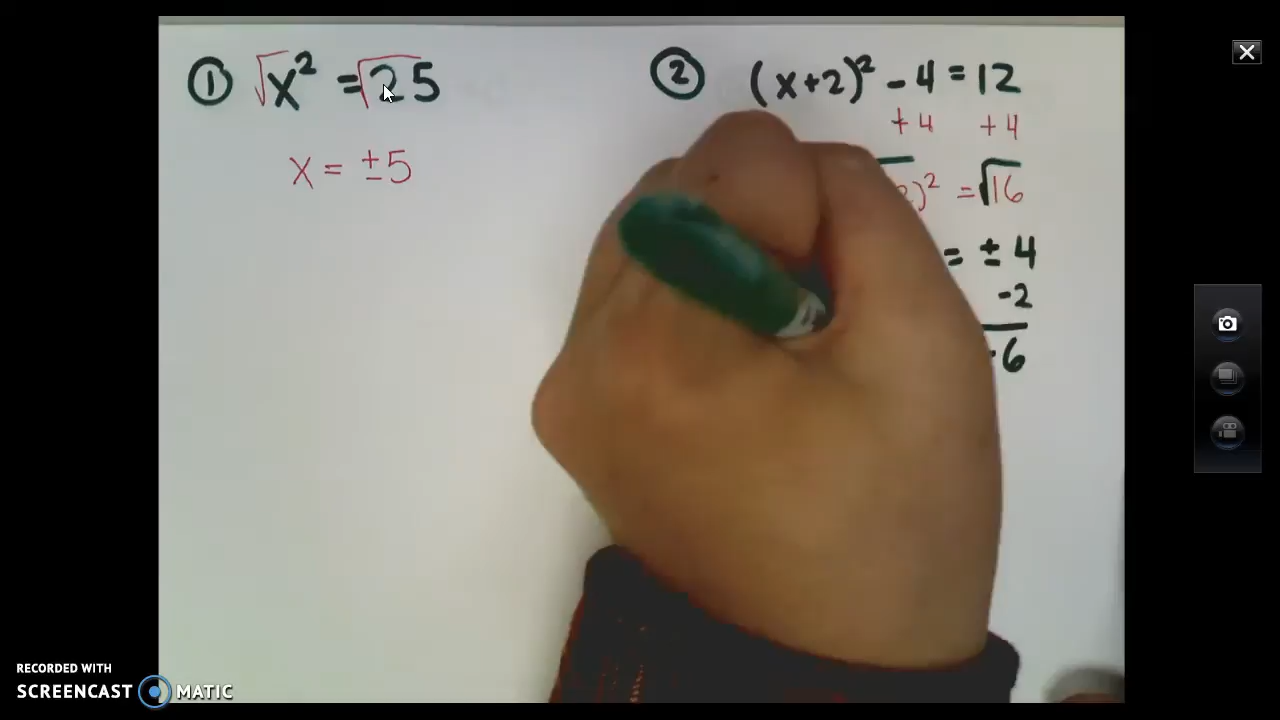 ① √x² = √25
x = ±5
② (x+2)² - 4 = 12
+4 +4
)² = √16
= ±4
-2
6
RECORDED WITH
SCREENCAST MATIC